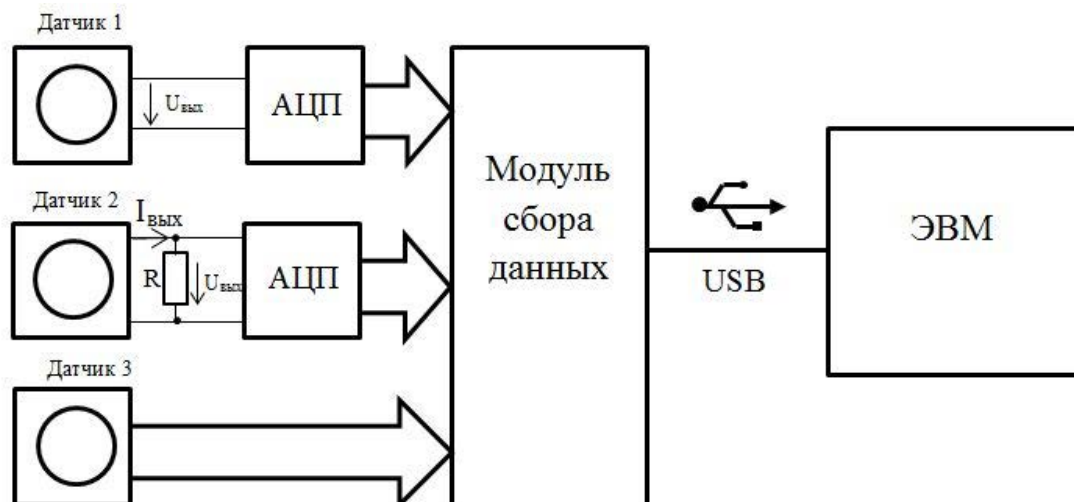 Датчик 1
Uвых
АЦП
Датчик 2
Iвых
R
Uвых
АЦП
Датчик 3
Модуль
сбора
данных
USB
ЭВМ